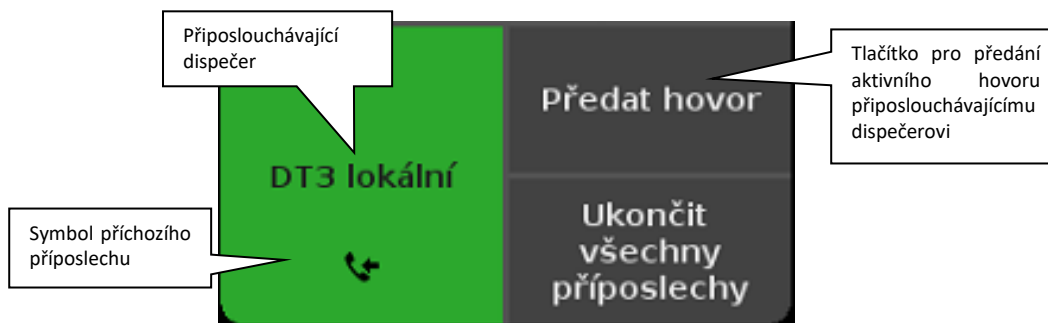 Připoslouchávající
dispečer
Tlačítko pro předání
aktivního hovoru
připoslouchávajícímu
dispečerovi
Předat hovor
DT3 lokální
Symbol příchozího
příposlechu
Ukončit
všechny
příposlechy